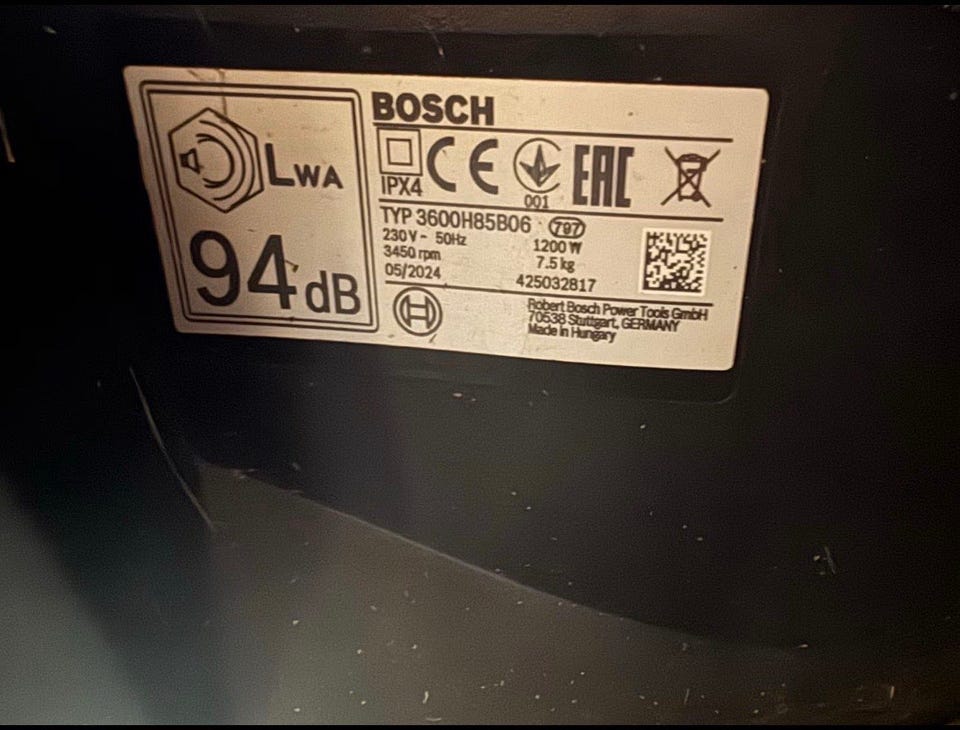 LWA
94 dB
BOSCH
IPX4
CE
001
EAC
TYP 3600H85B06 797
230V ~ 50Hz 1200 W
3450 rpm 7.5 kg
05/2024 425032817
Robert Bosch Power Tools GmbH
70538 Stuttgart, GERMANY
Made in Hungary